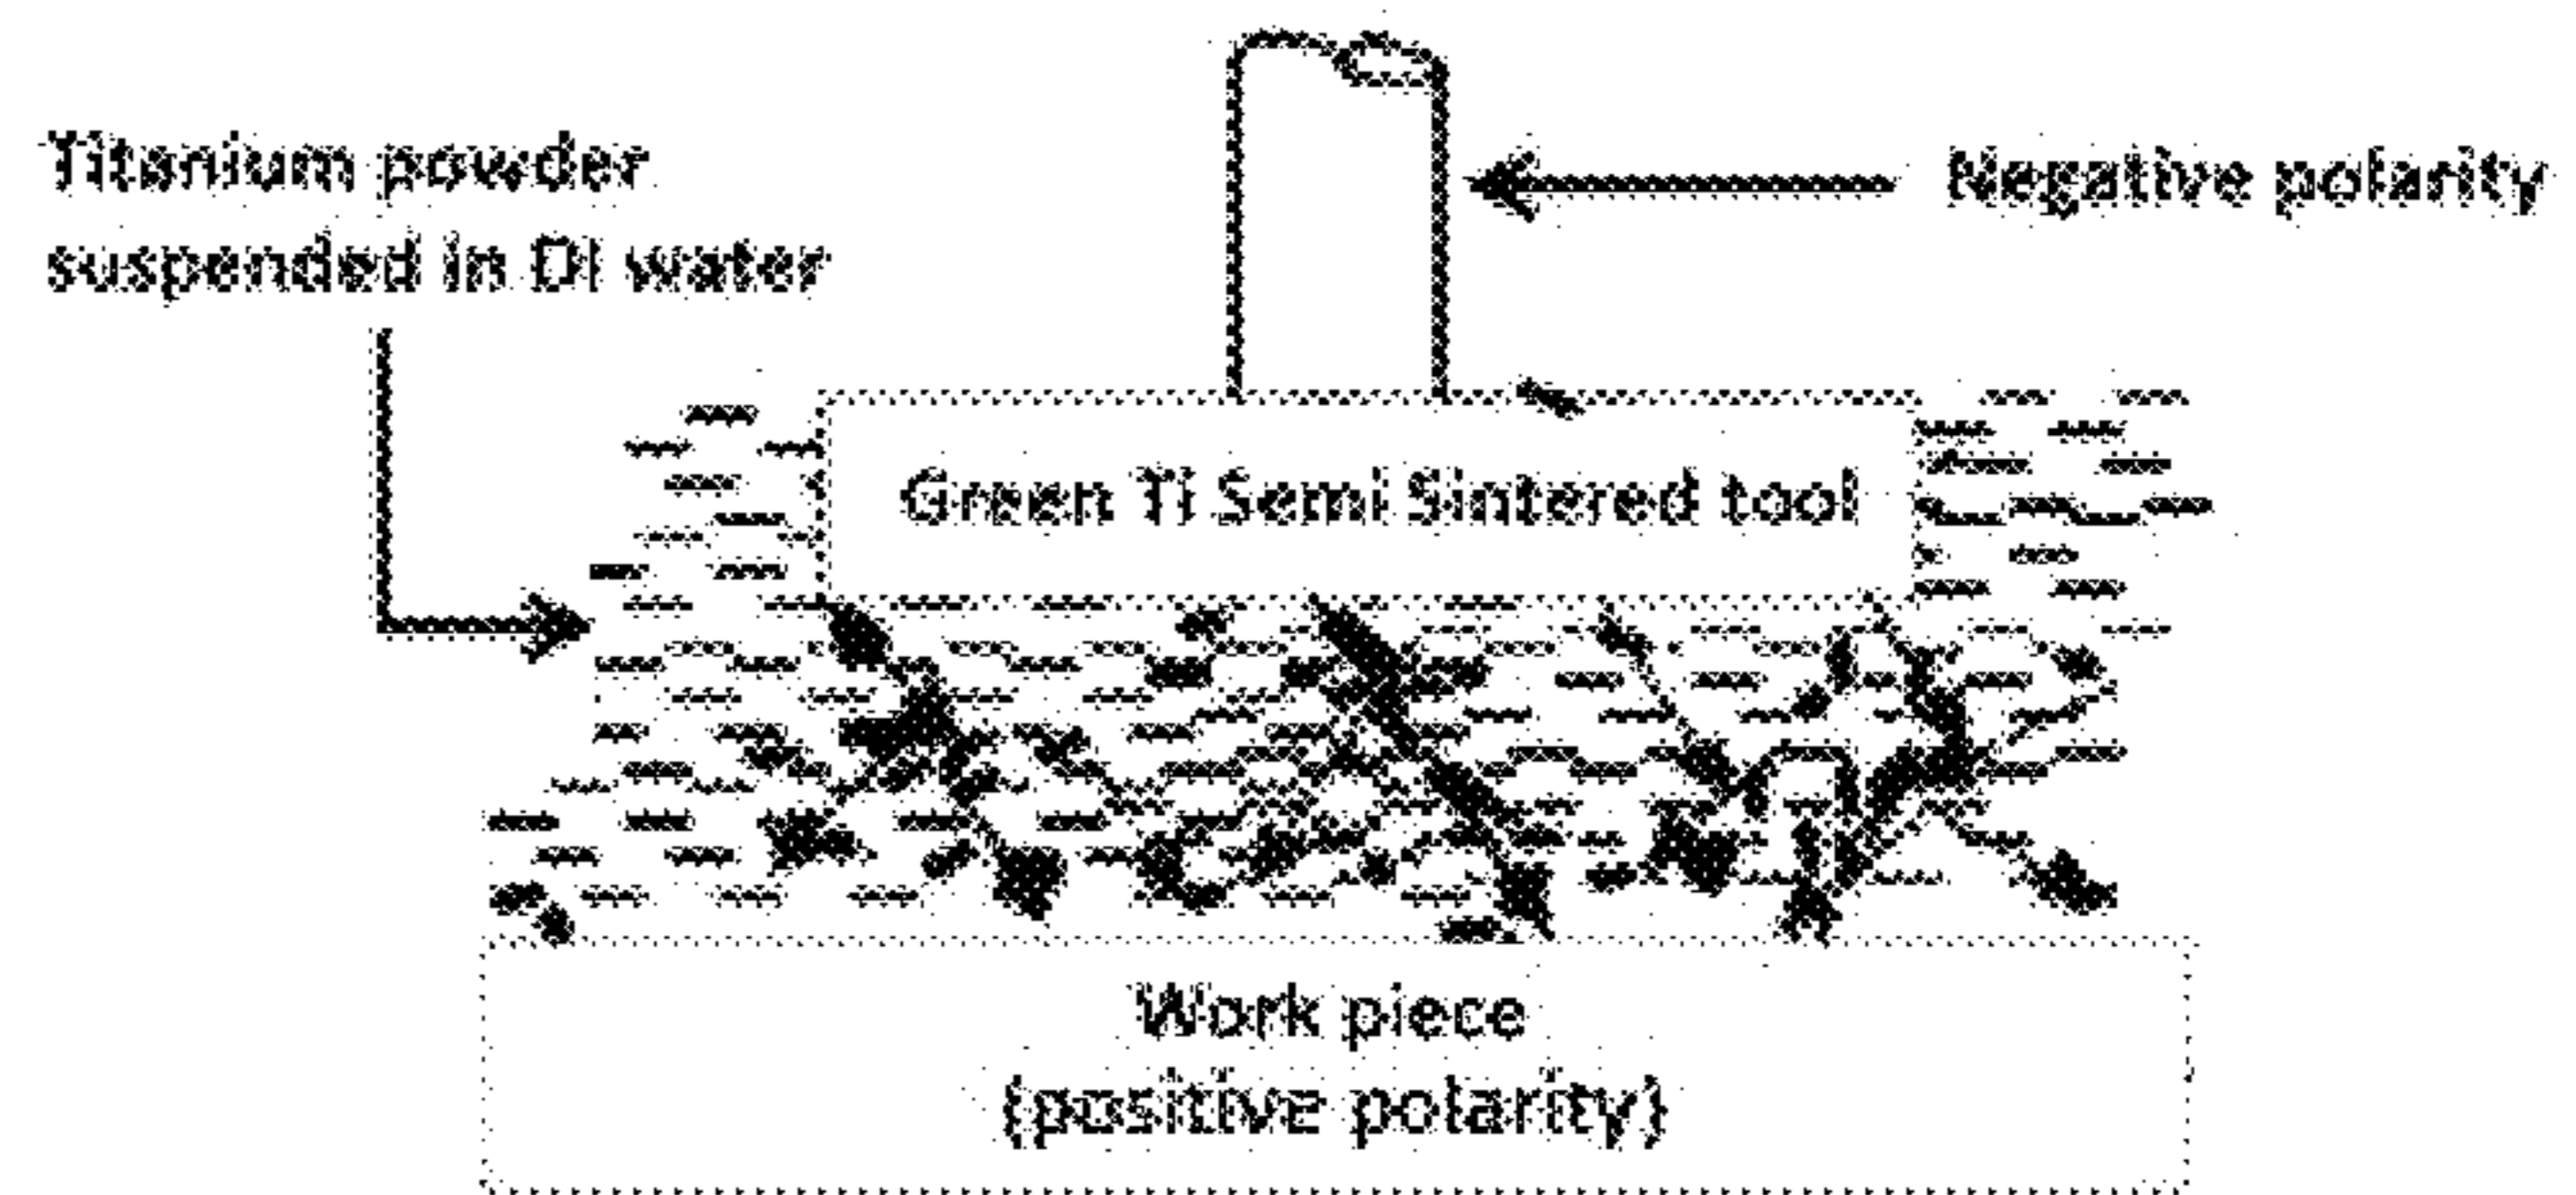 Titanium powder
suspended in DI water
Negative polarity
Green Ti Semi Sintered tool
Work piece
(positive polarity)